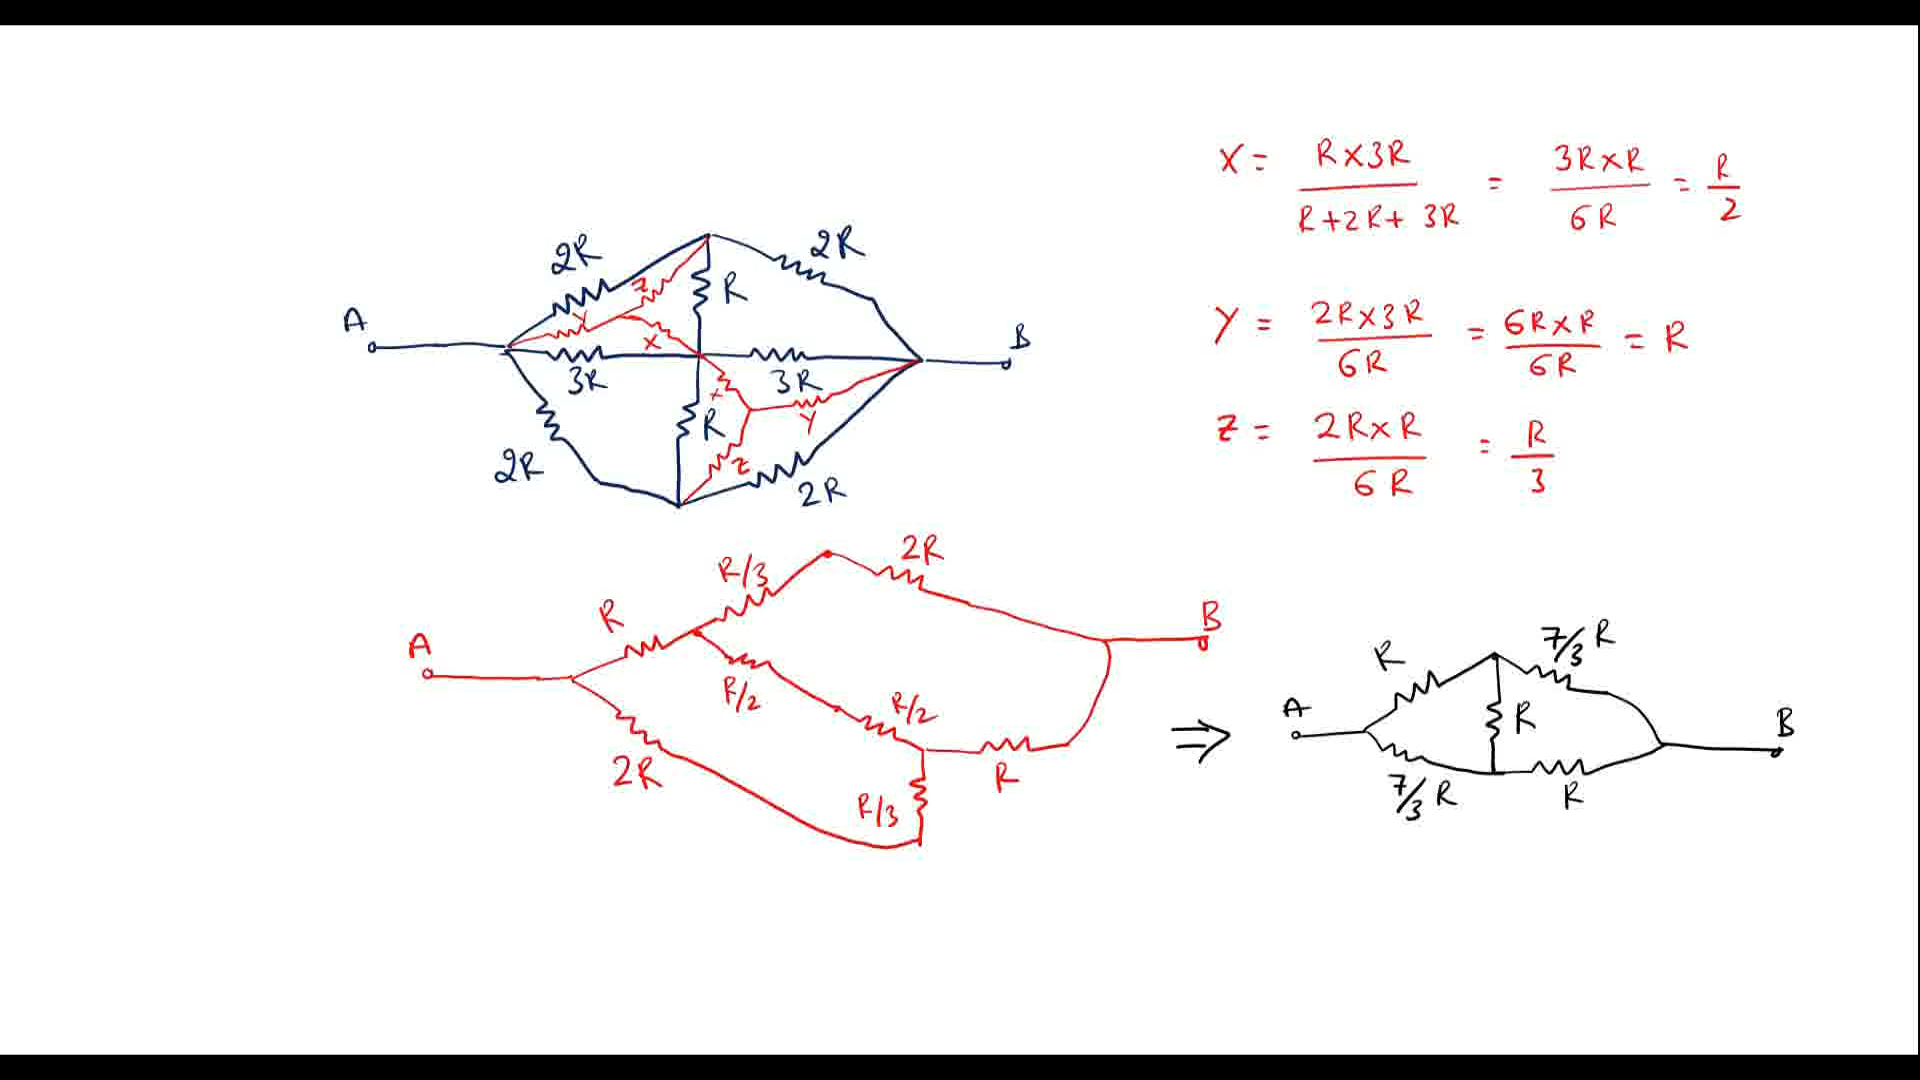 X = R×3R / R+2R+3R = 3R×R / 6R = R/2
Y = 2R×3R / 6R = 6R×R / 6R = R
Z = 2R×R / 6R = R/3
2R 2R
A Z R
Y X B
3R 3R
X R Y
2R Z 2R
R/3 2R
A R B
R/2 R/2
2R R
R/3
⇒
R 7/3 R
A R B
7/3 R R